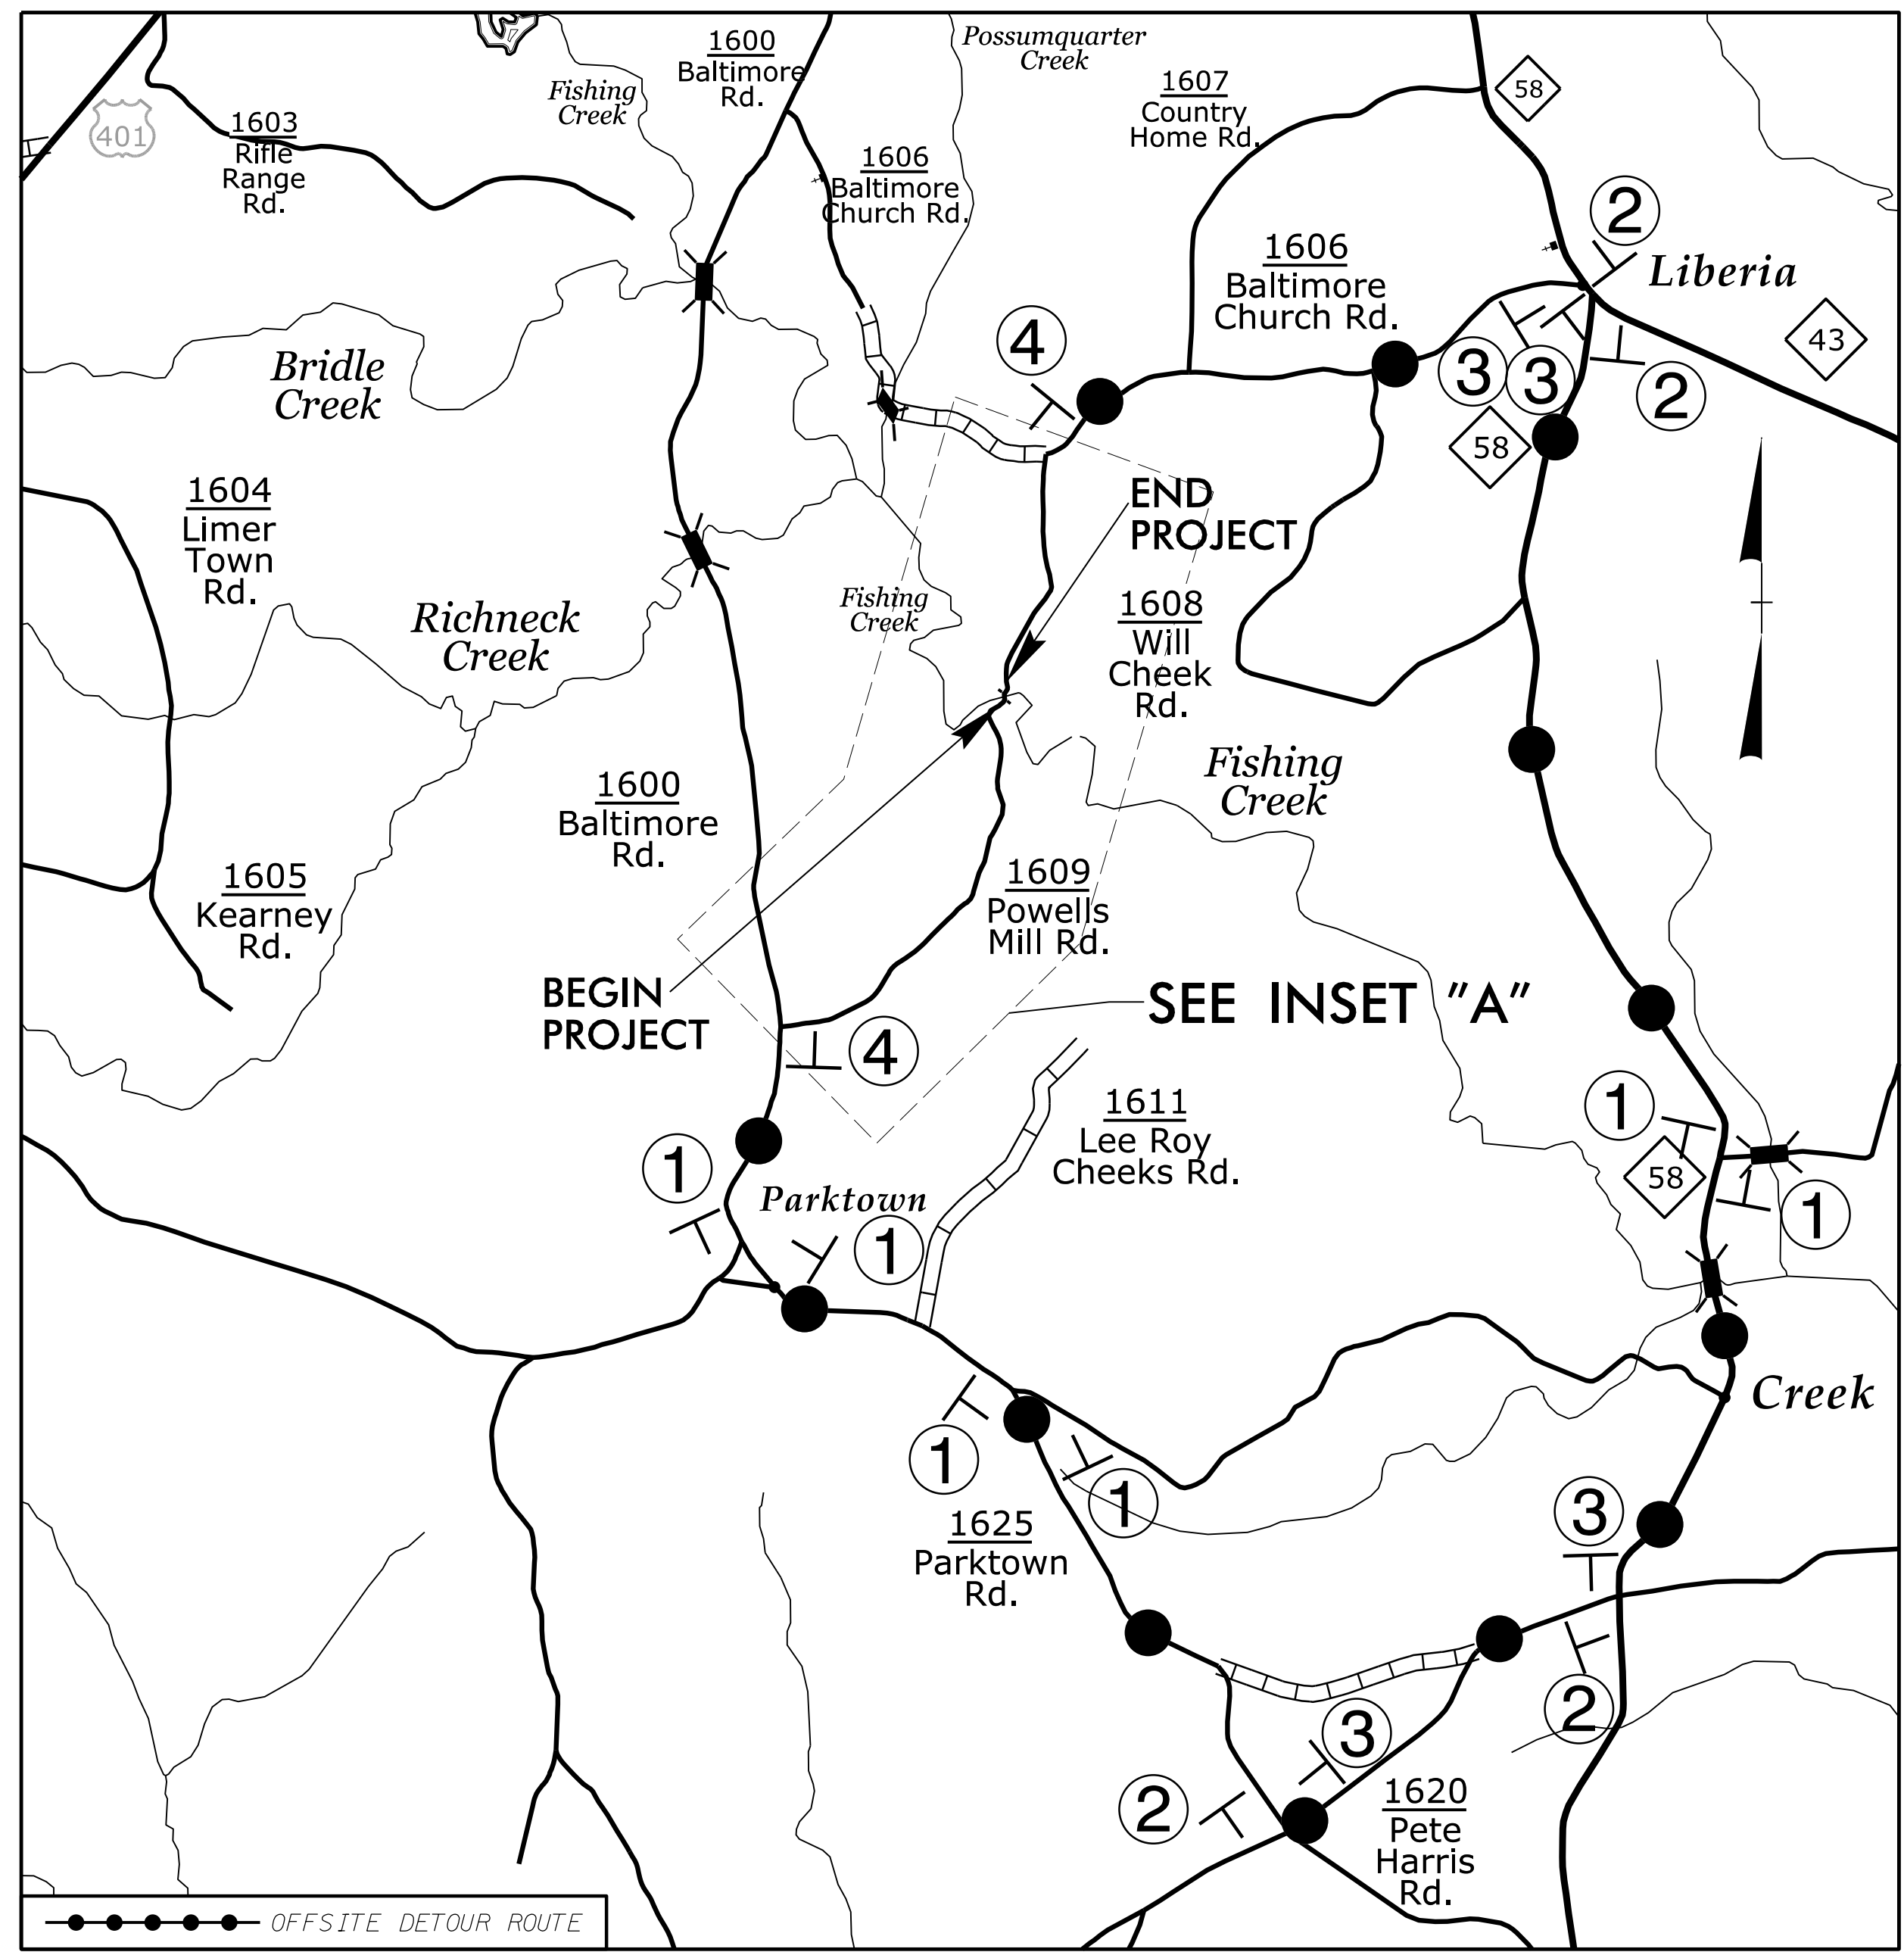 1600
Baltimore
Rd.
Possumquarter
Creek
Fishing
Creek
1607
Country
Home Rd.
58
401
1603
Rifle
Range
Rd.
1606
Baltimore
Church Rd.
2
Liberia
1606
Baltimore
Church Rd.
4
43
Bridle
Creek
3
3
2
58
END
PROJECT
1604
Limer
Town
Rd.
Richneck
Creek
Fishing
Creek
1608
Will
Cheek
Rd.
Fishing
Creek
1600
Baltimore
Rd.
1605
Kearney
Rd.
1609
Powells
Mill Rd.
BEGIN
PROJECT
SEE INSET "A"
4
1611
Lee Roy
Cheeks Rd.
1
1
58
1
Parktown
1
Creek
1
1
1625
Parktown
Rd.
3
2
3
2
1620
Pete
Harris
Rd.
OFFSITE DETOUR ROUTE